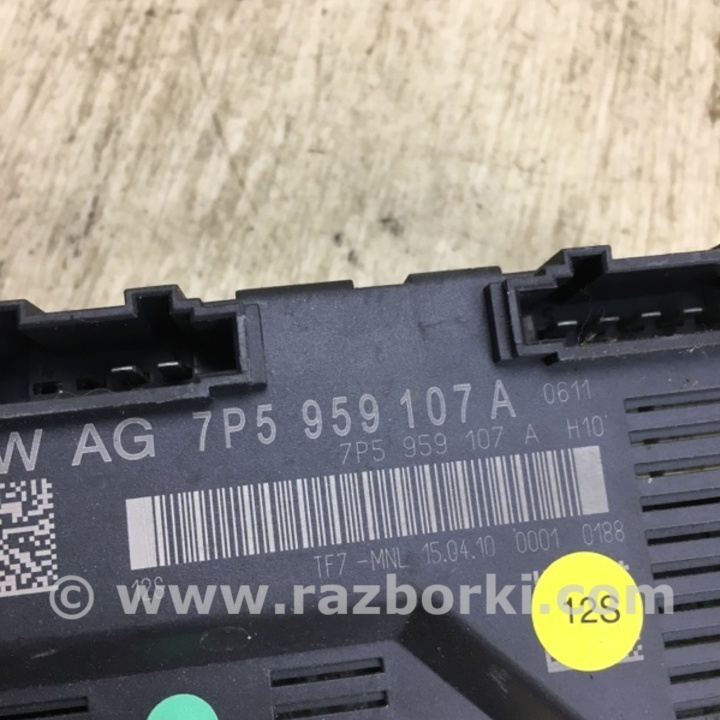 W AG 7P5 959 107 A 0611
7P5 959 107 A H10
TF7-MNL 15.04.10 0001 0188
12S
© www.razborki.com
12S